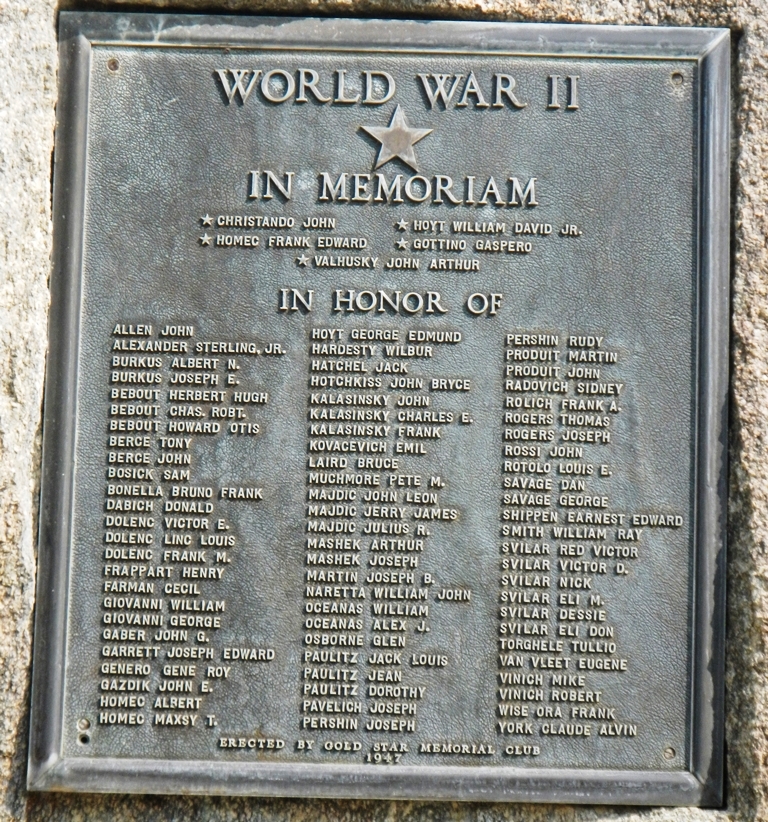 WORLD WAR II
IN MEMORIAM
★ CHRISTANDO JOHN ★ HOYT WILLIAM DAVID JR.
★ HOMEC FRANK EDWARD ★ GOTTINO GASPERO
★ VALHUSKY JOHN ARTHUR
IN HONOR OF
ALLEN JOHN
ALEXANDER STERLING, JR.
BURKUS ALBERT N.
BURKUS JOSEPH E.
BEBOUT HERBERT HUGH
BEBOUT CHAS. ROBT.
BEBOUT HOWARD OTIS
BERCE TONY
BERCE JOHN
BOSICK SAM
BONELLA BRUNO FRANK
DABICH DONALD
DOLENC VICTOR E.
DOLENC LINC LOUIS
DOLENC FRANK M.
FRAPPART HENRY
FARMAN CECIL
GIOVANNI WILLIAM
GIOVANNI GEORGE
GABER JOHN G.
GARRETT JOSEPH EDWARD
GENERO GENE ROY
GAZDIK JOHN E.
HOMEC ALBERT
HOMEC MAXSY T.
HOYT GEORGE EDMUND
HARDESTY WILBUR
HATCHEL JACK
HOTCHKISS JOHN BRYCE
KALASINSKY JOHN
KALASINSKY CHARLES E.
KALASINSKY FRANK
KOVACEVICH EMIL
LAIRD BRUCE
MUCHMORE PETE M.
MAJDIC JOHN LEON
MAJDIC JERRY JAMES
MAJDIC JULIUS R.
MASHEK ARTHUR
MASHEK JOSEPH
MARTIN JOSEPH B.
NARETTA WILLIAM JOHN
OCEANAS WILLIAM
OCEANAS ALEX J.
OSBORNE GLEN
PAULITZ JACK LOUIS
PAULITZ JEAN
PAULITZ DOROTHY
PAVELICH JOSEPH
PERSHIN JOSEPH
PERSHIN RUDY
PRODUIT MARTIN
PRODUIT JOHN
RADOVICH SIDNEY
ROLICH FRANK A.
ROGERS THOMAS
ROGERS JOSEPH
ROSSI JOHN
ROTOLO LOUIS E.
SAVAGE DAN
SAVAGE GEORGE
SHIPPEN EARNEST EDWARD
SMITH WILLIAM RAY
SVILAR RED VICTOR
SVILAR VICTOR D.
SVILAR NICK
SVILAR ELI M.
SVILAR DESSIE
SVILAR ELI DON
TORGHELE TULLIO
VAN VLEET EUGENE
VINICH MIKE
VINICH ROBERT
WISE ORA FRANK
YORK CLAUDE ALVIN
ERECTED BY GOLD STAR MEMORIAL CLUB
1947